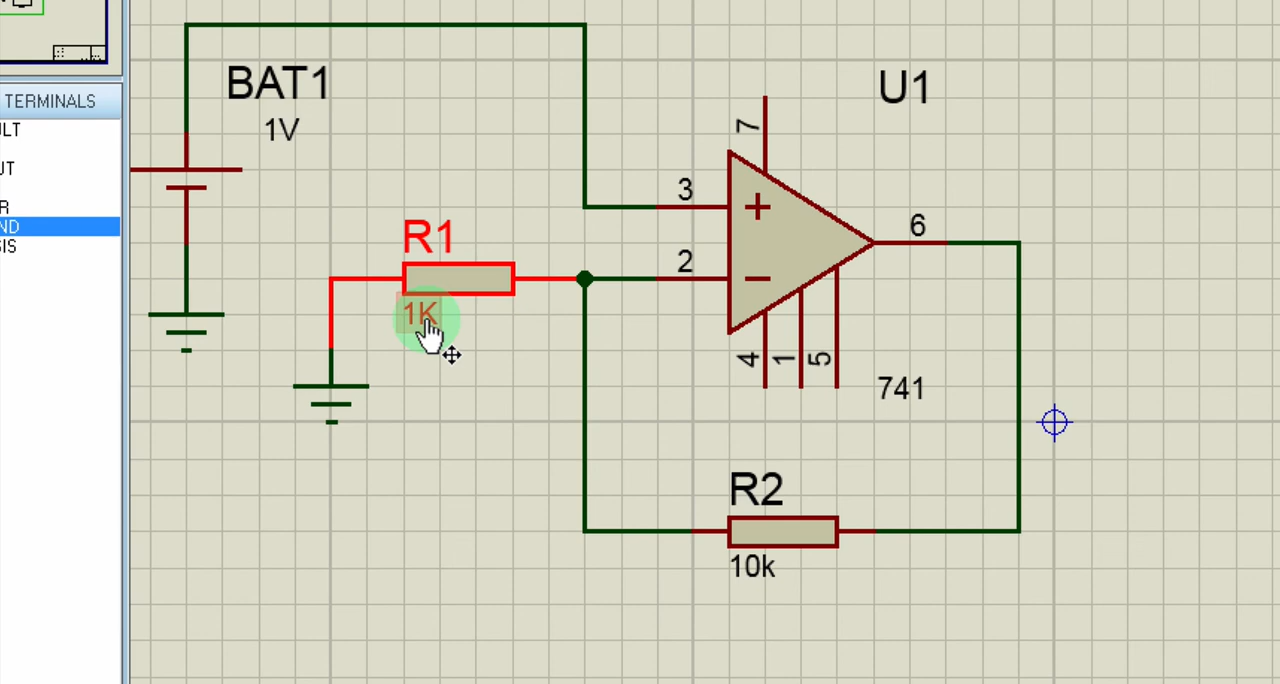 TERMINALS
LT
UT
R
ND
SIS
BAT1
1V
U1
7
3
+
2
−
6
R1
1K
4
1
5
741
R2
10k